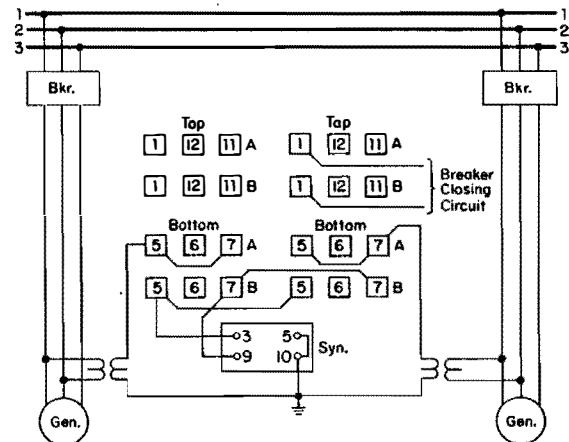 1 1
2 2
3 3
Bkr. Bkr.
Top Tap
1 12 11 A 1 12 11 A
1 12 11 B 1 12 11 B
Breaker
Closing
Circuit
Bottom Bottom
5 6 7 A 5 6 7 A
5 6 7 B 5 6 7 B
3 5
9 10
Syn.
Gen. Gen.